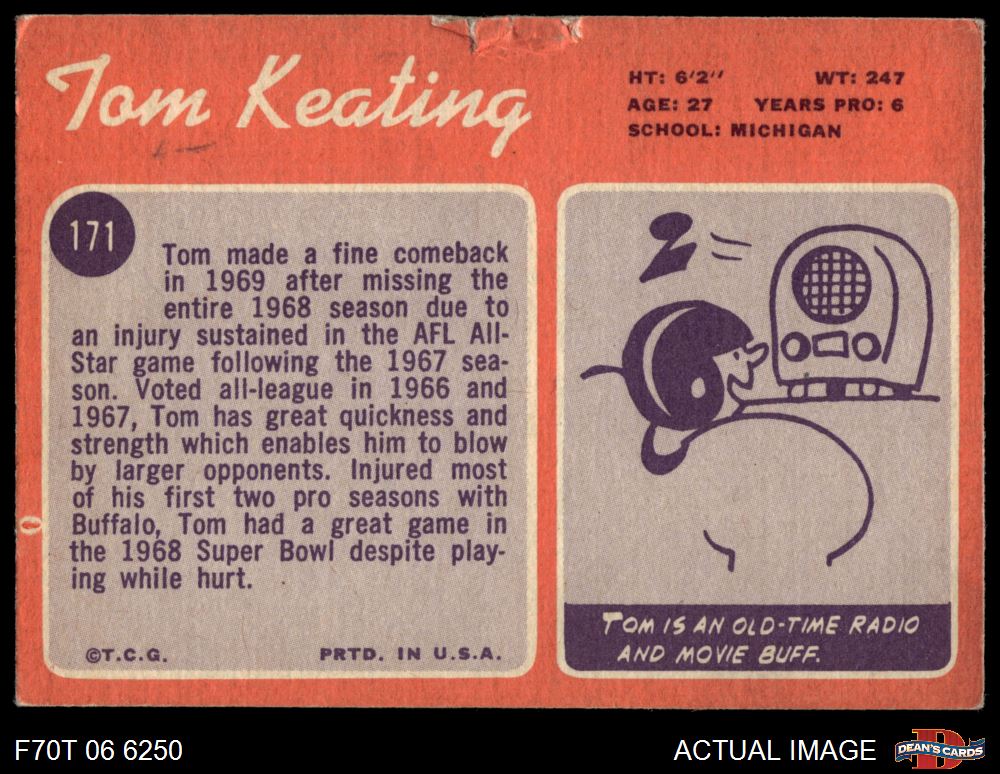 Tom Keating
HT: 6'2" WT: 247
AGE: 27 YEARS PRO: 6
SCHOOL: MICHIGAN
171
Tom made a fine comeback
in 1969 after missing the
entire 1968 season due to
an injury sustained in the AFL All-
Star game following the 1967 sea-
son. Voted all-league in 1966 and
1967, Tom has great quickness and
strength which enables him to blow
by larger opponents. Injured most
of his first two pro seasons with
Buffalo, Tom had a great game in
the 1968 Super Bowl despite play-
ing while hurt.
©T.C.G. PRTD. IN U.S.A.
TOM IS AN OLD-TIME RADIO
AND MOVIE BUFF.
F70T 06 6250
ACTUAL IMAGE
D
DEAN'S CARDS